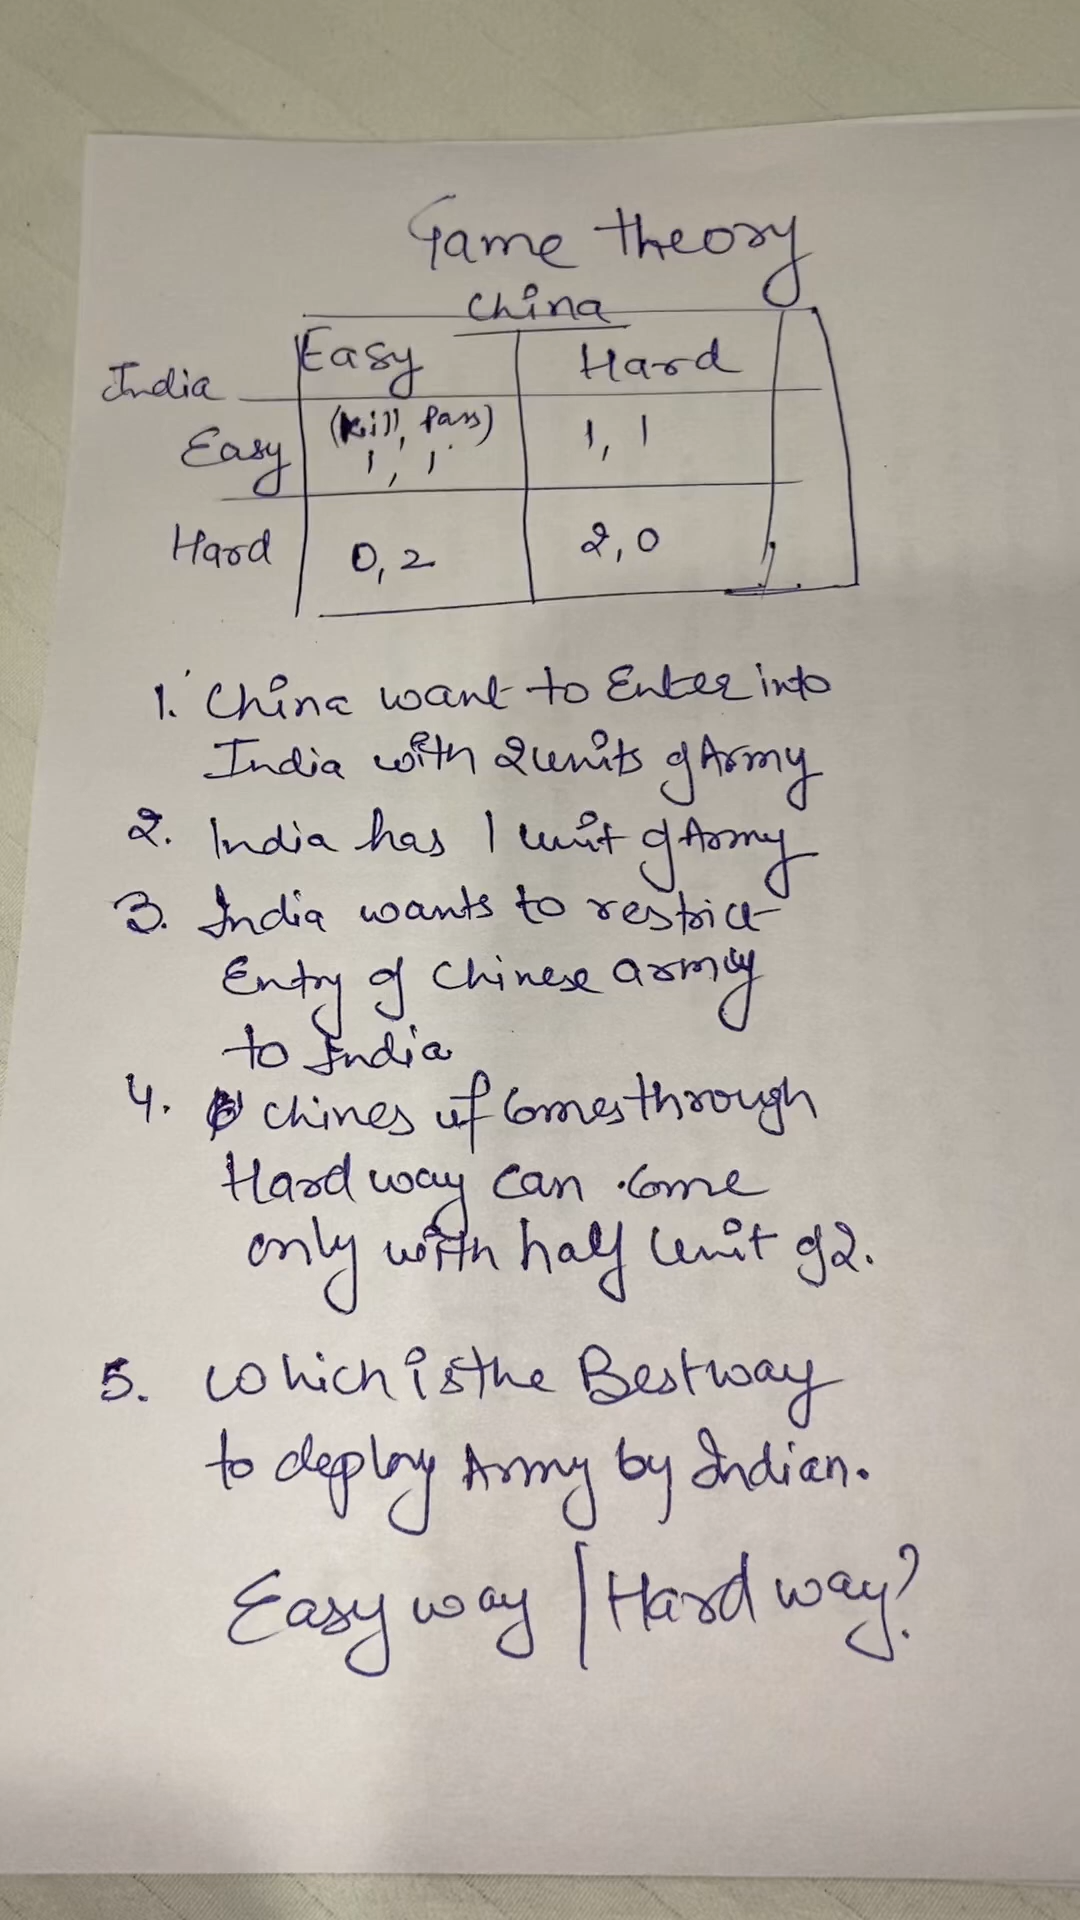 Game theory
China
Easy Hard
India
(Kill, Pass)
Easy 1, 1 1, 1
Hard 0, 2 2, 0
1. China want to Enter into
India with 2 units of Army
2. India has 1 unit of Army
3. India wants to restrict
Entry of Chinese army
to India
4. Chines if Comes through
Hard way can come
only with half unit of 2.
5. Which is the Best way
to deploy Army by Indian.
Easy way / Hard way?